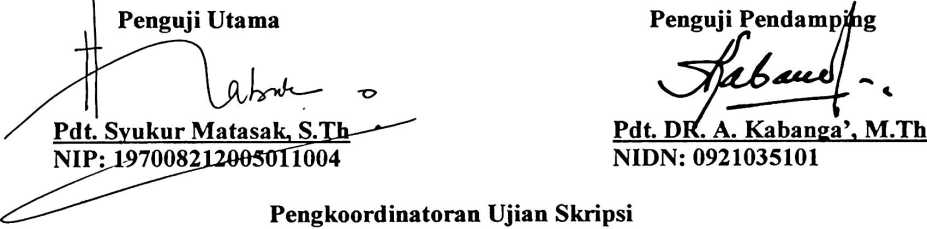 Penguji Utama
Penguji Pendamping
Pdt. Syukur Matasak, S.Th
Pdt. DR. A. Kabanga', M.Th
NIP: 197008212005011004
NIDN: 0921035101
Pengkoordinatoran Ujian Skripsi